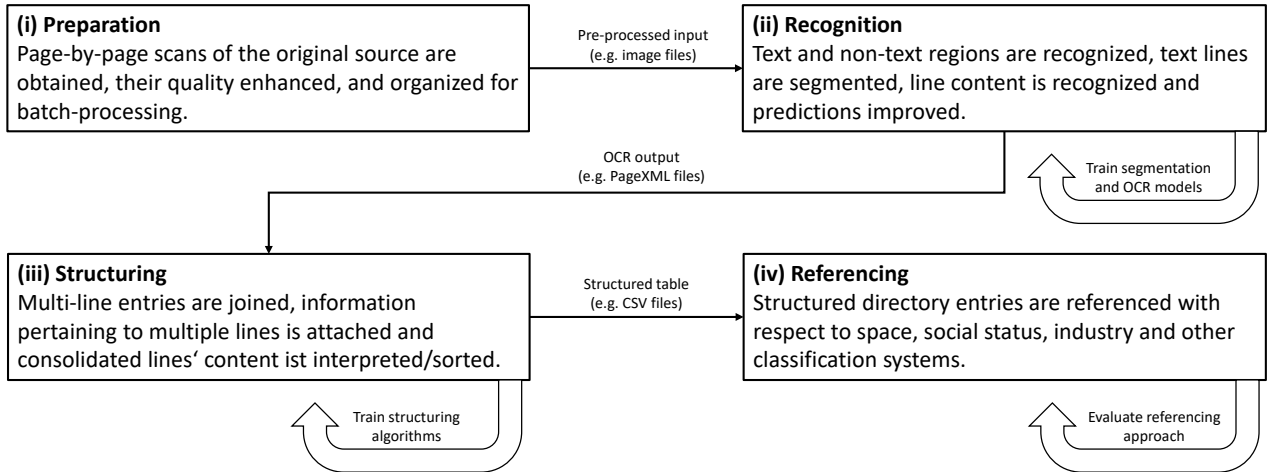 (i) Preparation
Page-by-page scans of the original source are
obtained, their quality enhanced, and organized for
batch-processing.
Pre-processed input
(e.g. image files)
(ii) Recognition
Text and non-text regions are recognized, text lines
are segmented, line content is recognized and
predictions improved.
Train segmentation
and OCR models
OCR output
(e.g. PageXML files)
(iii) Structuring
Multi-line entries are joined, information
pertaining to multiple lines is attached and
consolidated lines‘ content ist interpreted/sorted.
Train structuring
algorithms
Structured table
(e.g. CSV files)
(iv) Referencing
Structured directory entries are referenced with
respect to space, social status, industry and other
classification systems.
Evaluate referencing
approach